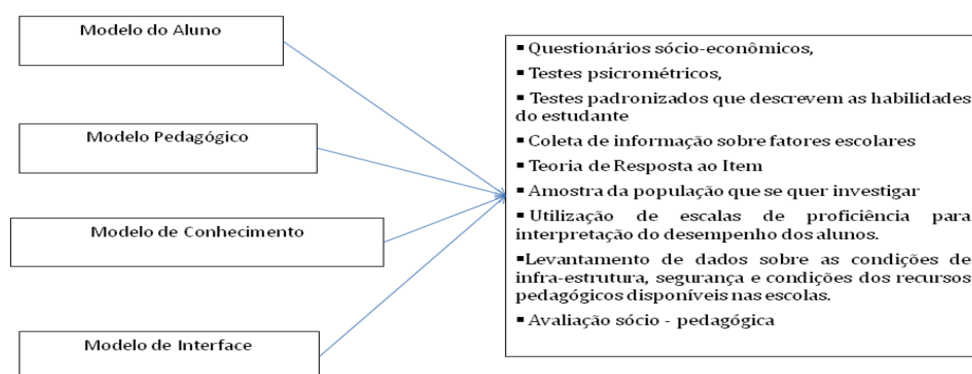 Modelo do Aluno
Modelo Pedagógico
Modelo de Conhecimento
Modelo de Interface
▪ Questionários sócio-econômicos,
▪ Testes psicrométricos,
▪ Testes padronizados que descrevem as habilidades
do estudante
▪ Coleta de informação sobre fatores escolares
▪ Teoria de Resposta ao Item
▪ Amostra da população que se quer investigar
▪ Utilização de escalas de proficiência para
interpretação do desempenho dos alunos.
▪Levantamento de dados sobre as condições de
infra-estrutura, segurança e condições dos recursos
pedagógicos disponíveis nas escolas.
▪ Avaliação sócio - pedagógica